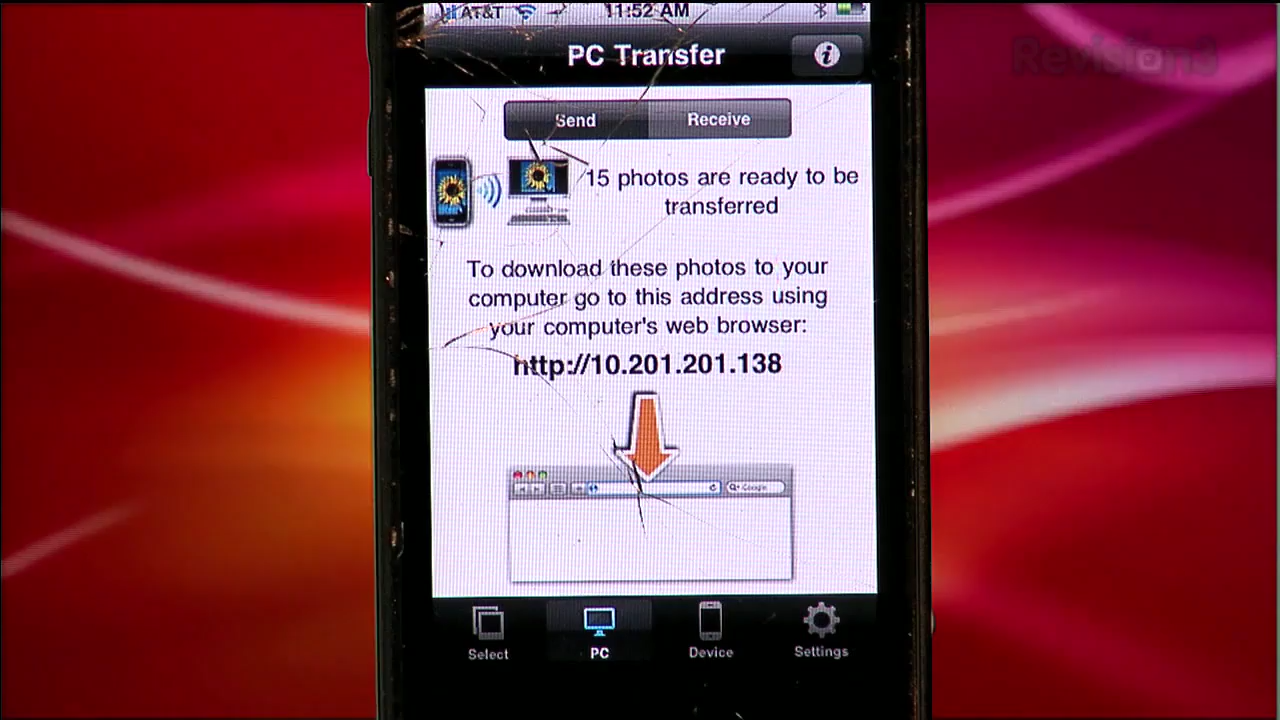 AT&T 11:52 AM
Revision3
PC Transfer
Send Receive
15 photos are ready to be
transferred
To download these photos to your
computer go to this address using
your computer's web browser:
http://10.201.201.138
Google
Select PC Device Settings